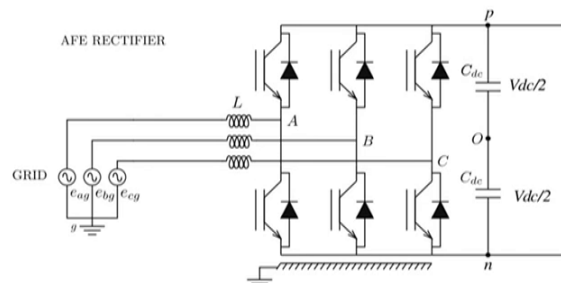 p
AFE RECTIFIER
C_dc
Vdc/2
L
A
B
O
C
GRID
e_ag e_bg e_cg
C_dc
Vdc/2
g
n